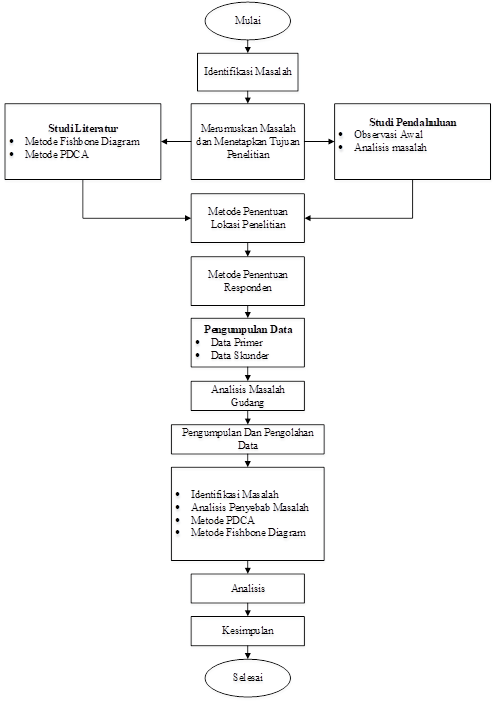 Mulai
Identifikasi Masalah
Studi Literatur
• Metode Fishbone Diagram
• Metode PDCA
Merumuskan Masalah
dan Menetapkan Tujuan
Penelitian
Studi Pendahuluan
• Observasi Awal
• Analisis masalah
Metode Penentuan
Lokasi Penelitian
Metode Penentuan
Responden
Pengumpulan Data
• Data Primer
• Data Skunder
Analisis Masalah
Gudang
Pengumpulan Dan Pengolahan
Data
• Identifikasi Masalah
• Analisis Penyebab Masalah
• Metode PDCA
• Metode Fishbone Diagram
Analisis
Kesimpulan
Selesai